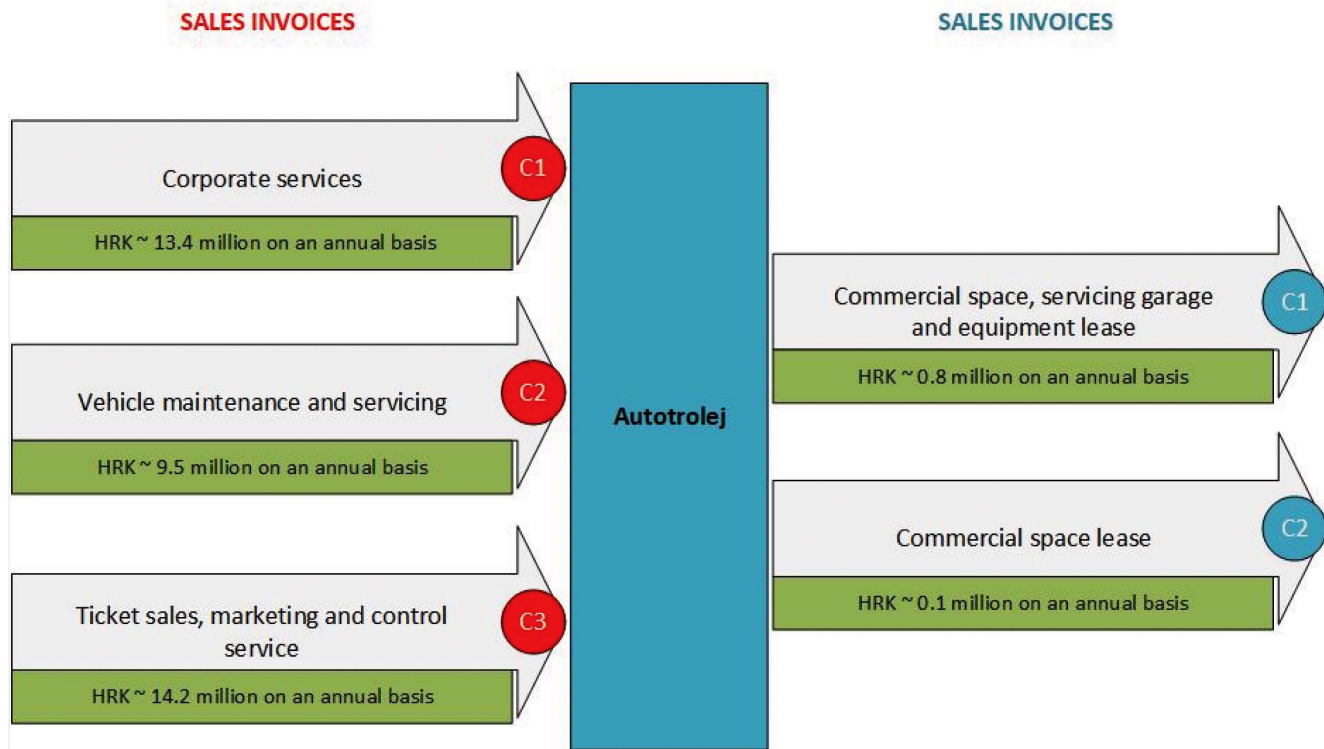 SALES INVOICES
SALES INVOICES
C1
Corporate services
HRK ~ 13.4 million on an annual basis
C2
Vehicle maintenance and servicing
HRK ~ 9.5 million on an annual basis
C3
Ticket sales, marketing and control
service
HRK ~ 14.2 million on an annual basis
Autotrolej
C1
Commercial space, servicing garage
and equipment lease
HRK ~ 0.8 million on an annual basis
C2
Commercial space lease
HRK ~ 0.1 million on an annual basis